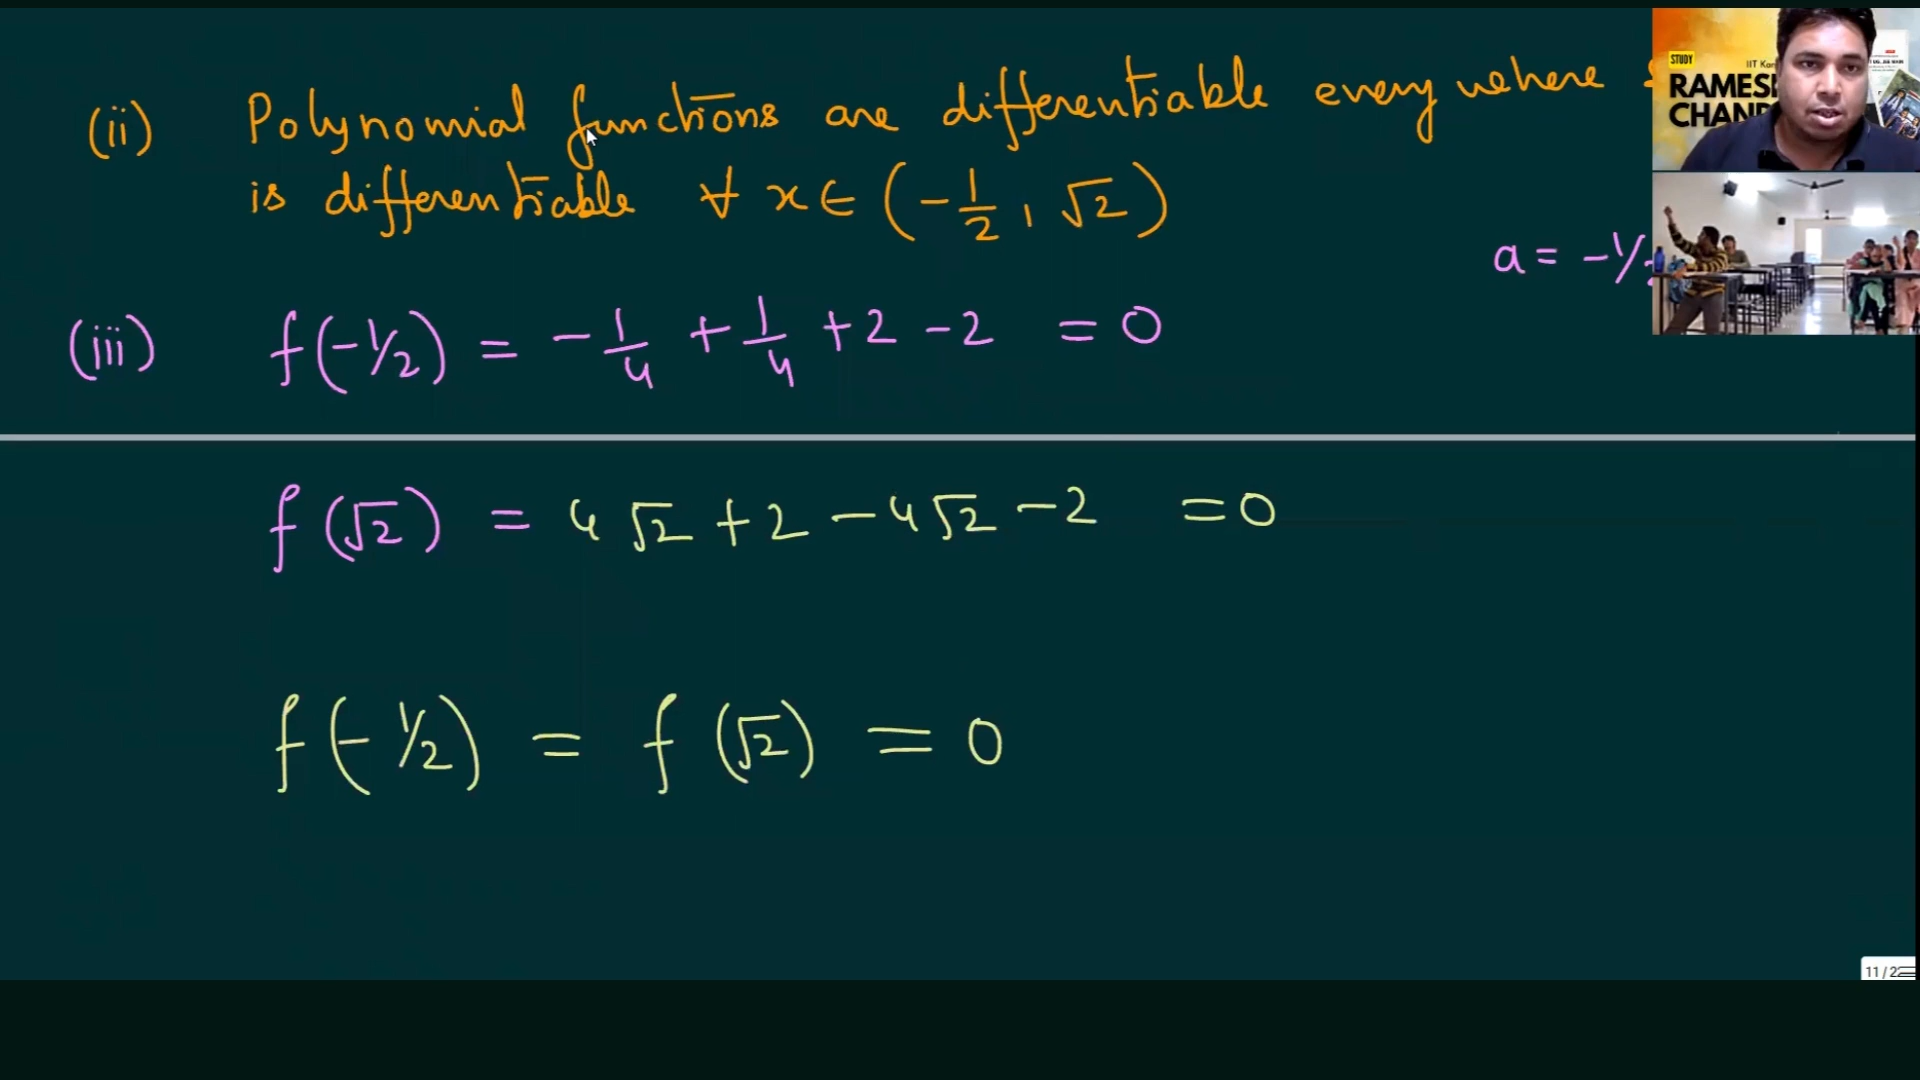 (ii) Polynomial functions are differentiable every where
is differentiable ∀ x ∈ (-1/2, √2)
a = -1/
(iii) f(-1/2) = -1/4 + 1/4 + 2 - 2 = 0
f(√2) = 4√2 + 2 - 4√2 - 2 = 0
f(-1/2) = f(√2) = 0
STUDY
IIT Kan
RAMES
CHAN
11 / 22